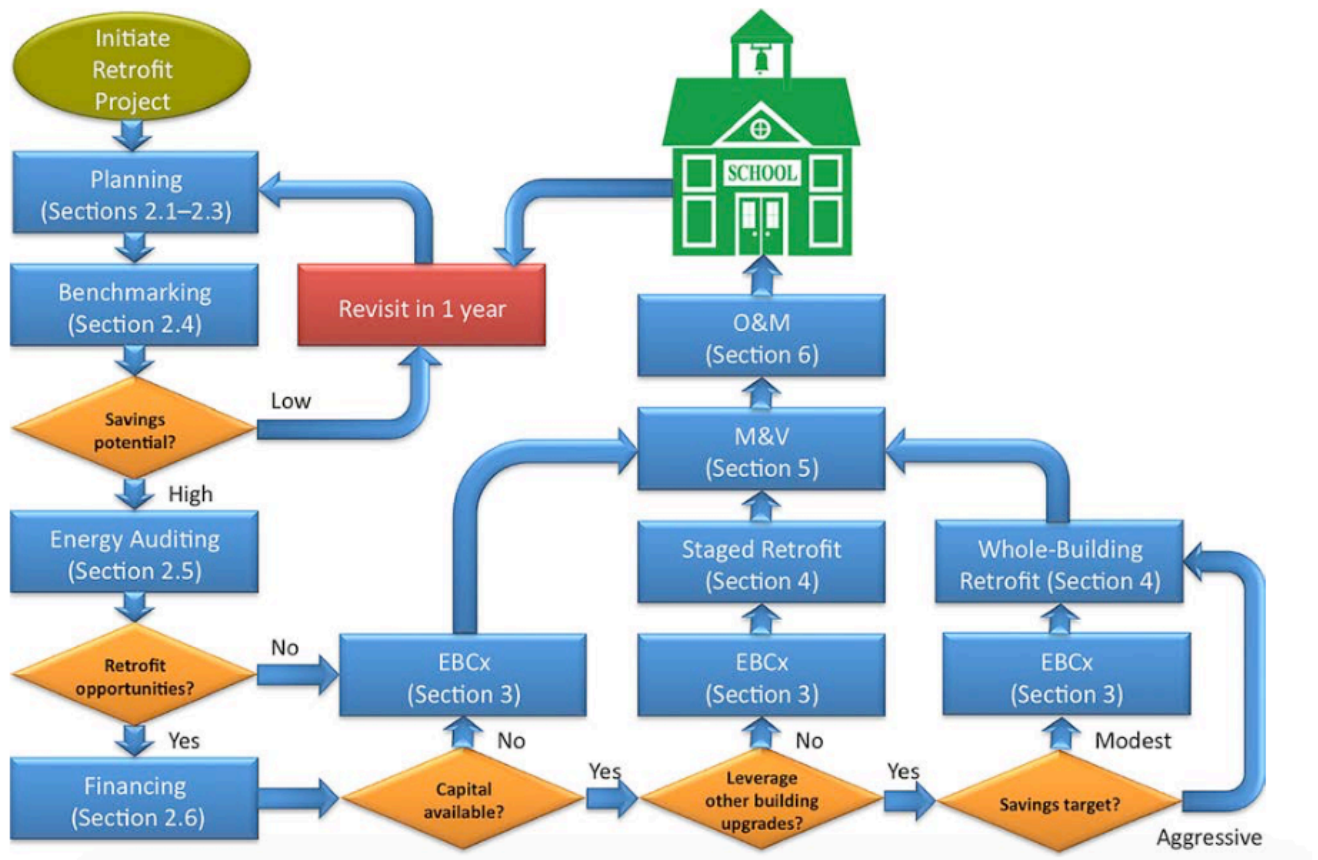 Initiate
Retrofit
Project
Planning
(Sections 2.1–2.3)
Benchmarking
(Section 2.4)
Savings
potential?
Low
High
Revisit in 1 year
SCHOOL
Energy Auditing
(Section 2.5)
Retrofit
opportunities?
No
Yes
Financing
(Section 2.6)
EBCx
(Section 3)
No
Capital
available?
Yes
O&M
(Section 6)
M&V
(Section 5)
Staged Retrofit
(Section 4)
EBCx
(Section 3)
No
Leverage
other building
upgrades?
Yes
Whole-Building
Retrofit (Section 4)
EBCx
(Section 3)
Modest
Savings target?
Aggressive